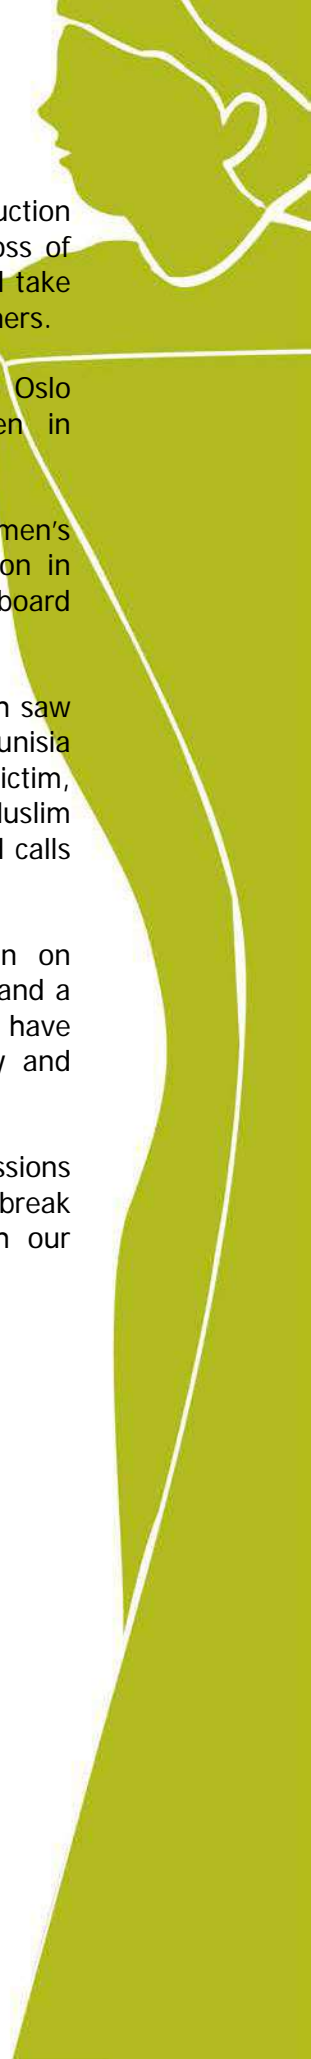 uction
oss of
take
ners.
Oslo
en in
men's
on in
board
n saw
unisia
ictim,
uslim
calls
n on
and a
have
y and
ssions
break
n our